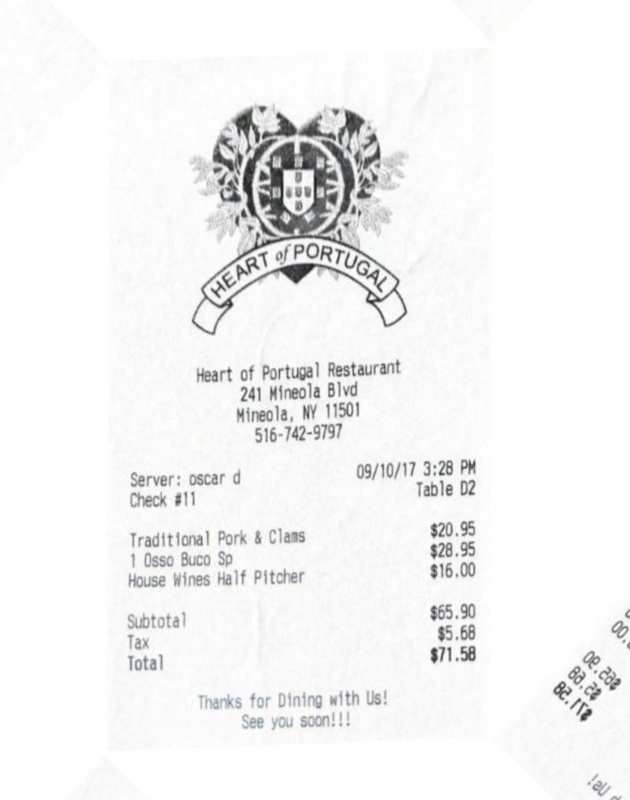 HEART of PORTUGAL
Heart of Portugal Restaurant
241 Mineola Blvd
Mineola, NY 11501
516-742-9797
Server: oscar d 09/10/17 3:28 PM
Check #11 Table D2
Traditional Pork & Clams $20.95
1 Osso Buco Sp $28.95
House Wines Half Pitcher $16.00
Subtotal $65.90
Tax $5.68
Total $71.58
Thanks for Dining with Us!
See you soon!!!
$65.90
$5.68
$71.58